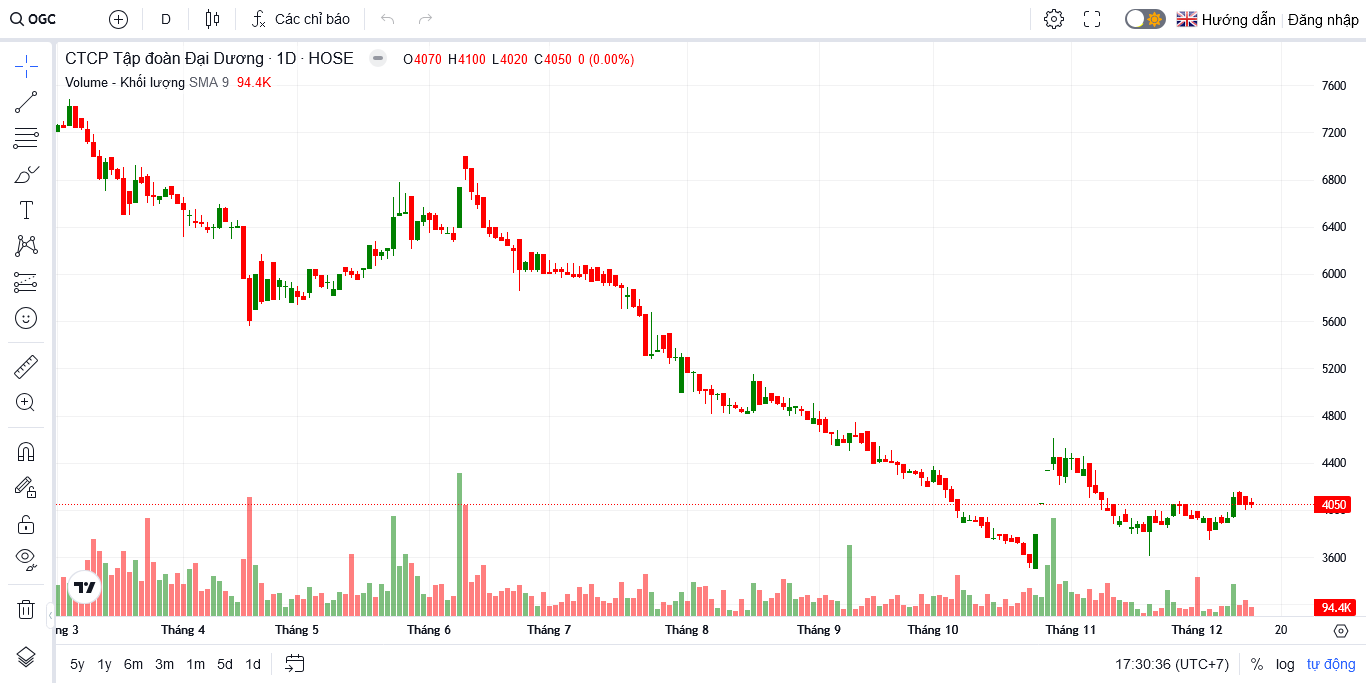 OGC D Các chỉ báo Hướng dẫn Đăng nhập
CTCP Tập đoàn Đại Dương · 1D · HOSE O4070 H4100 L4020 C4050 0 (0.00%)
Volume - Khối lượng SMA 9 94.4K
7600
7200
6800
6400
6000
5600
5200
4800
4400
4050
3600
94.4K
ng 3 Tháng 4 Tháng 5 Tháng 6 Tháng 7 Tháng 8 Tháng 9 Tháng 10 Tháng 11 Tháng 12 20
5y 1y 6m 3m 1m 5d 1d 17:30:36 (UTC+7) % log tự động